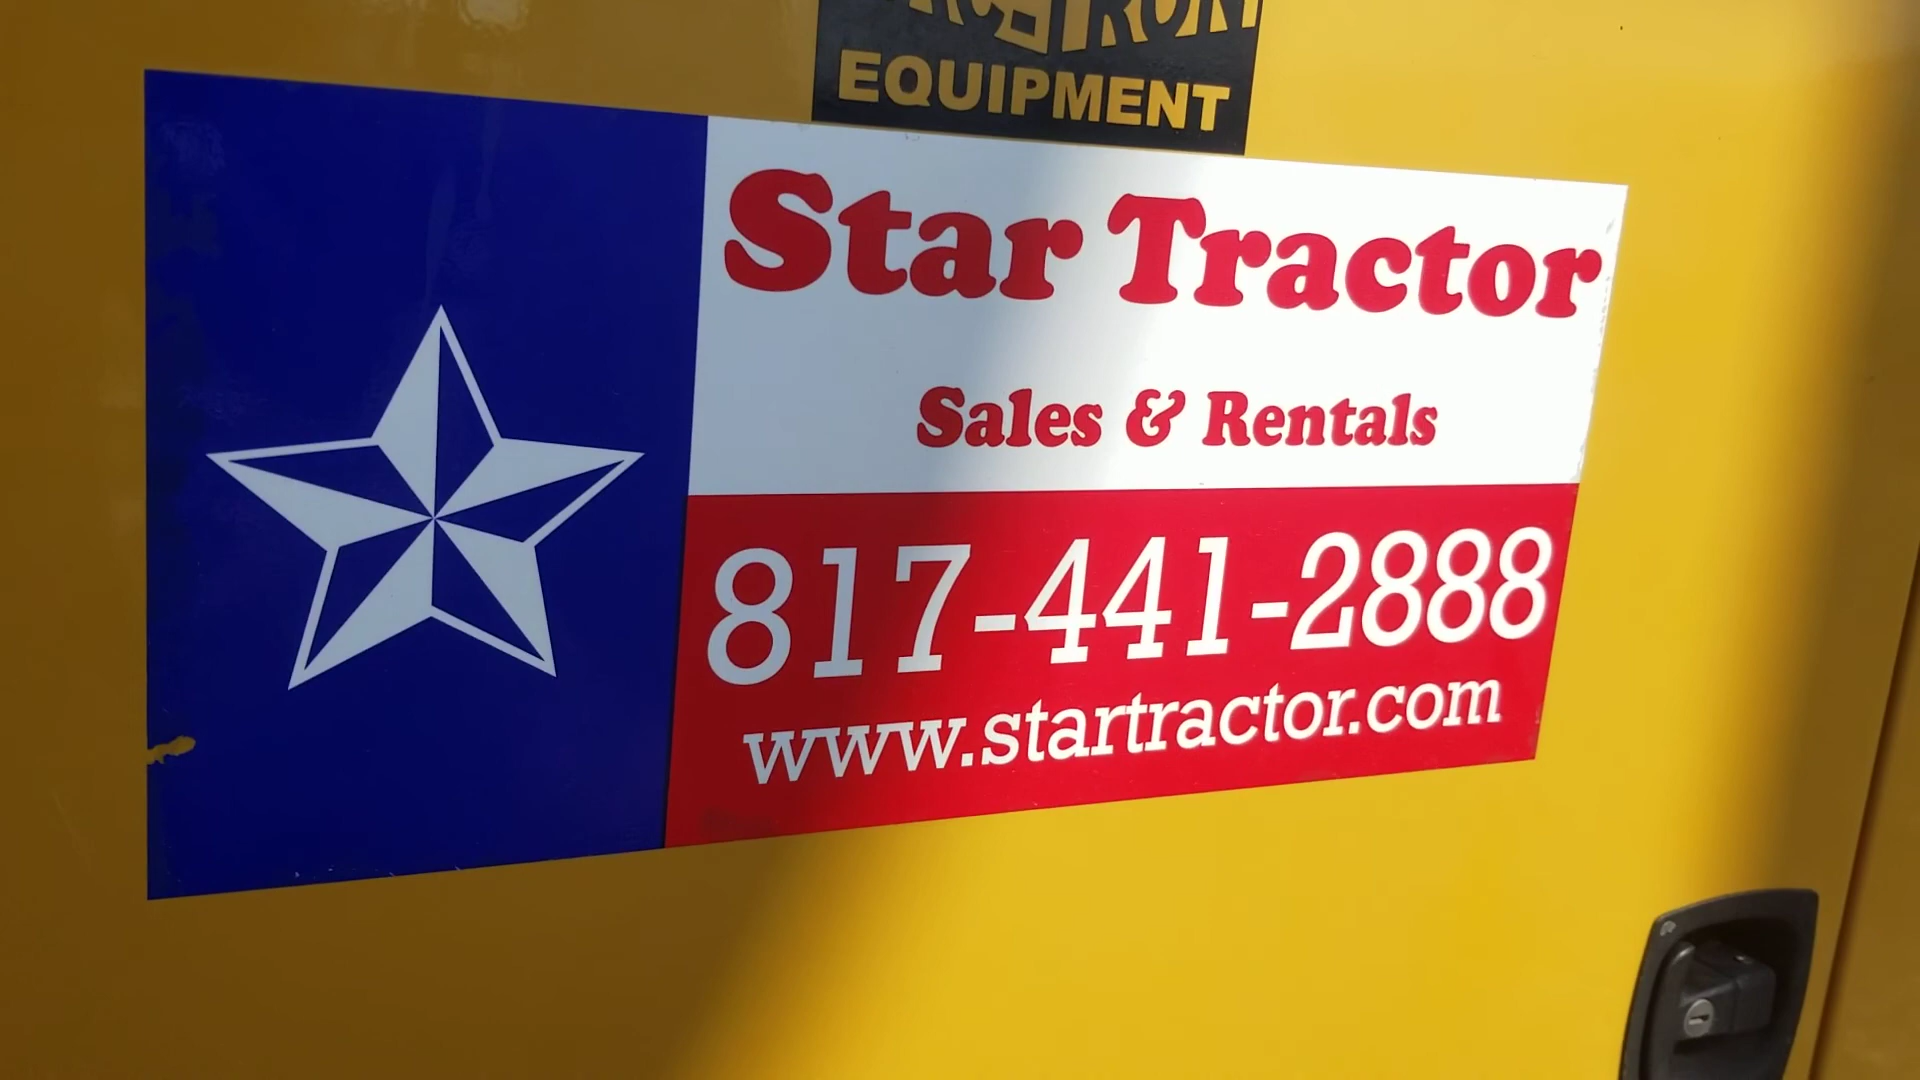 EQUIPMENT
Star Tractor
Sales & Rentals
817-441-2888
www.startractor.com